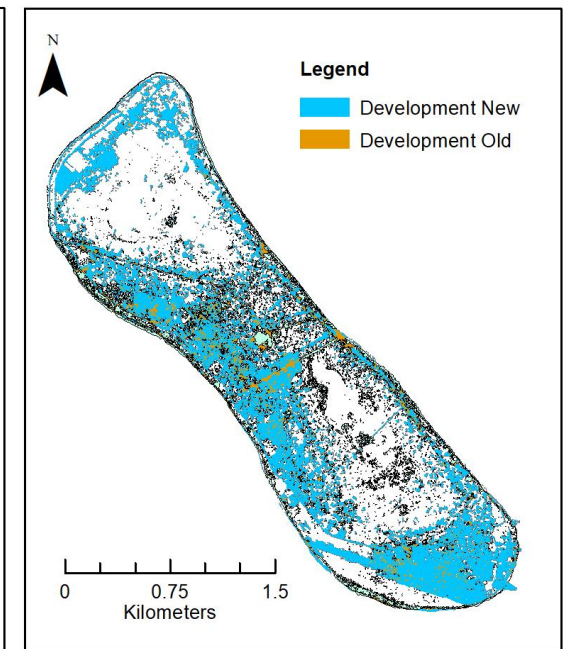 N
Legend
Development New
Development Old
0 0.75 1.5
Kilometers